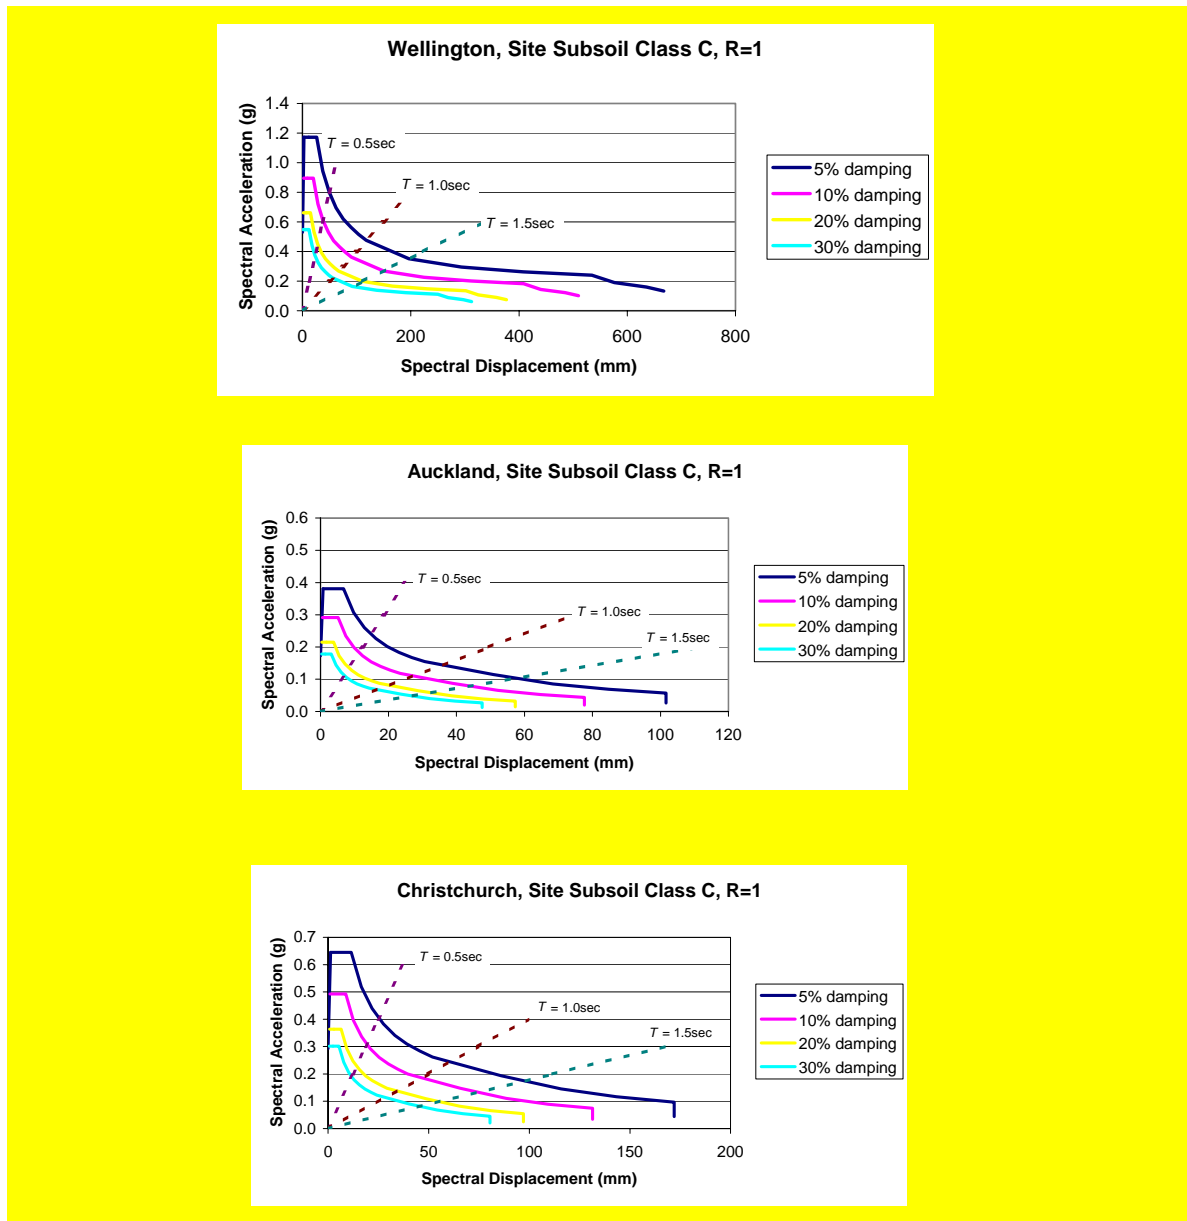 Wellington, Site Subsoil Class C, R=1
Spectral Acceleration (g)
1.4
1.2
1.0
0.8
0.6
0.4
0.2
0.0
T = 0.5sec
T = 1.0sec
T = 1.5sec
0 200 400 600 800
Spectral Displacement (mm)
5% damping
10% damping
20% damping
30% damping
Auckland, Site Subsoil Class C, R=1
Spectral Acceleration (g)
0.6
0.5
0.4
0.3
0.2
0.1
0.0
T = 0.5sec
T = 1.0sec
T = 1.5sec
0 20 40 60 80 100 120
Spectral Displacement (mm)
5% damping
10% damping
20% damping
30% damping
Christchurch, Site Subsoil Class C, R=1
Spectral Acceleration (g)
0.7
0.6
0.5
0.4
0.3
0.2
0.1
0.0
T = 0.5sec
T = 1.0sec
T = 1.5sec
0 50 100 150 200
Spectral Displacement (mm)
5% damping
10% damping
20% damping
30% damping